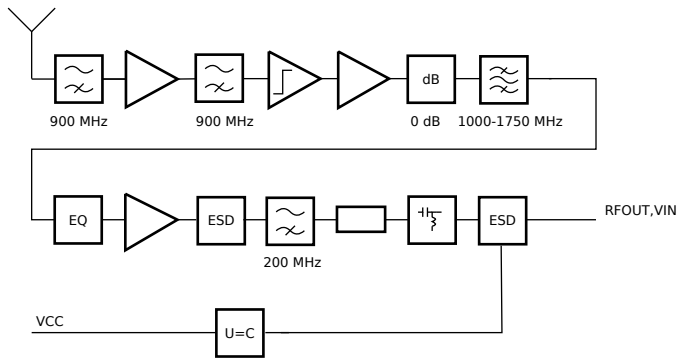 dB
900 MHz
900 MHz
0 dB
1000-1750 MHz
EQ
ESD
ESD
RFOUT,VIN
200 MHz
VCC
U=C